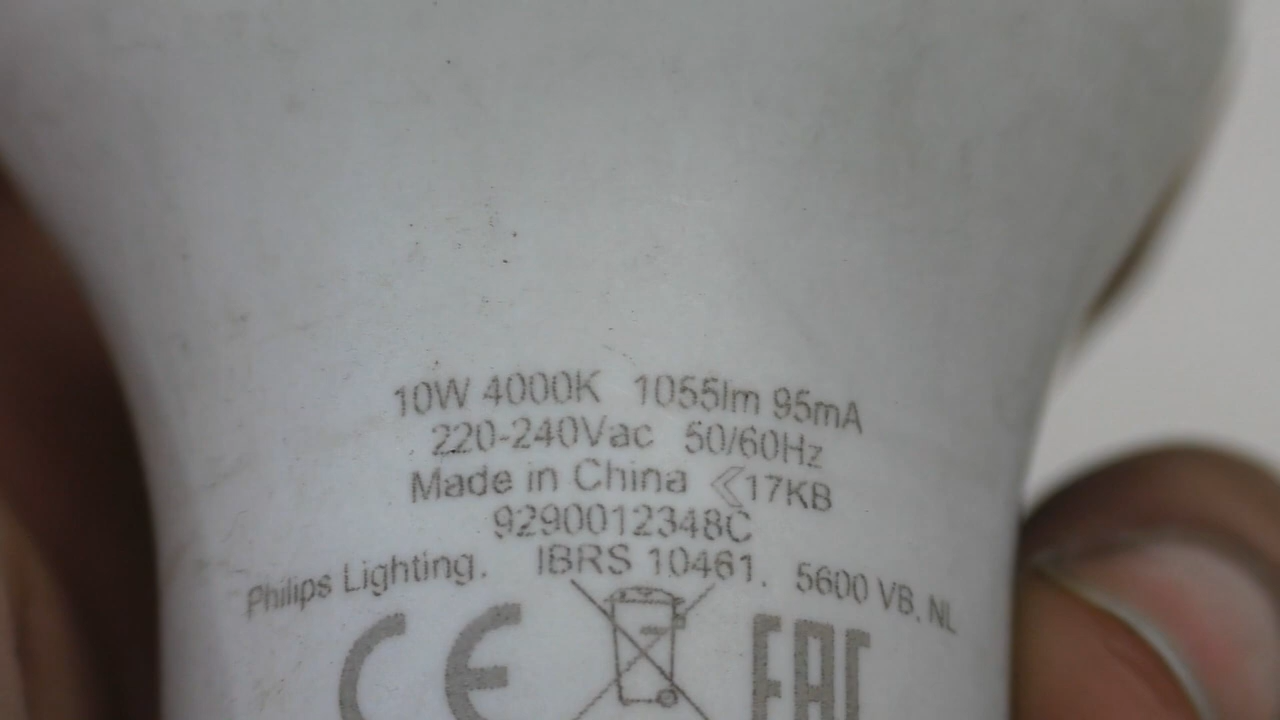 10W 4000K 1055lm 95mA
220-240Vac 50/60Hz
Made in China 17KB
9290012348C
Philips Lighting. IBRS 10461. 5600 VB, NL
CE EAC